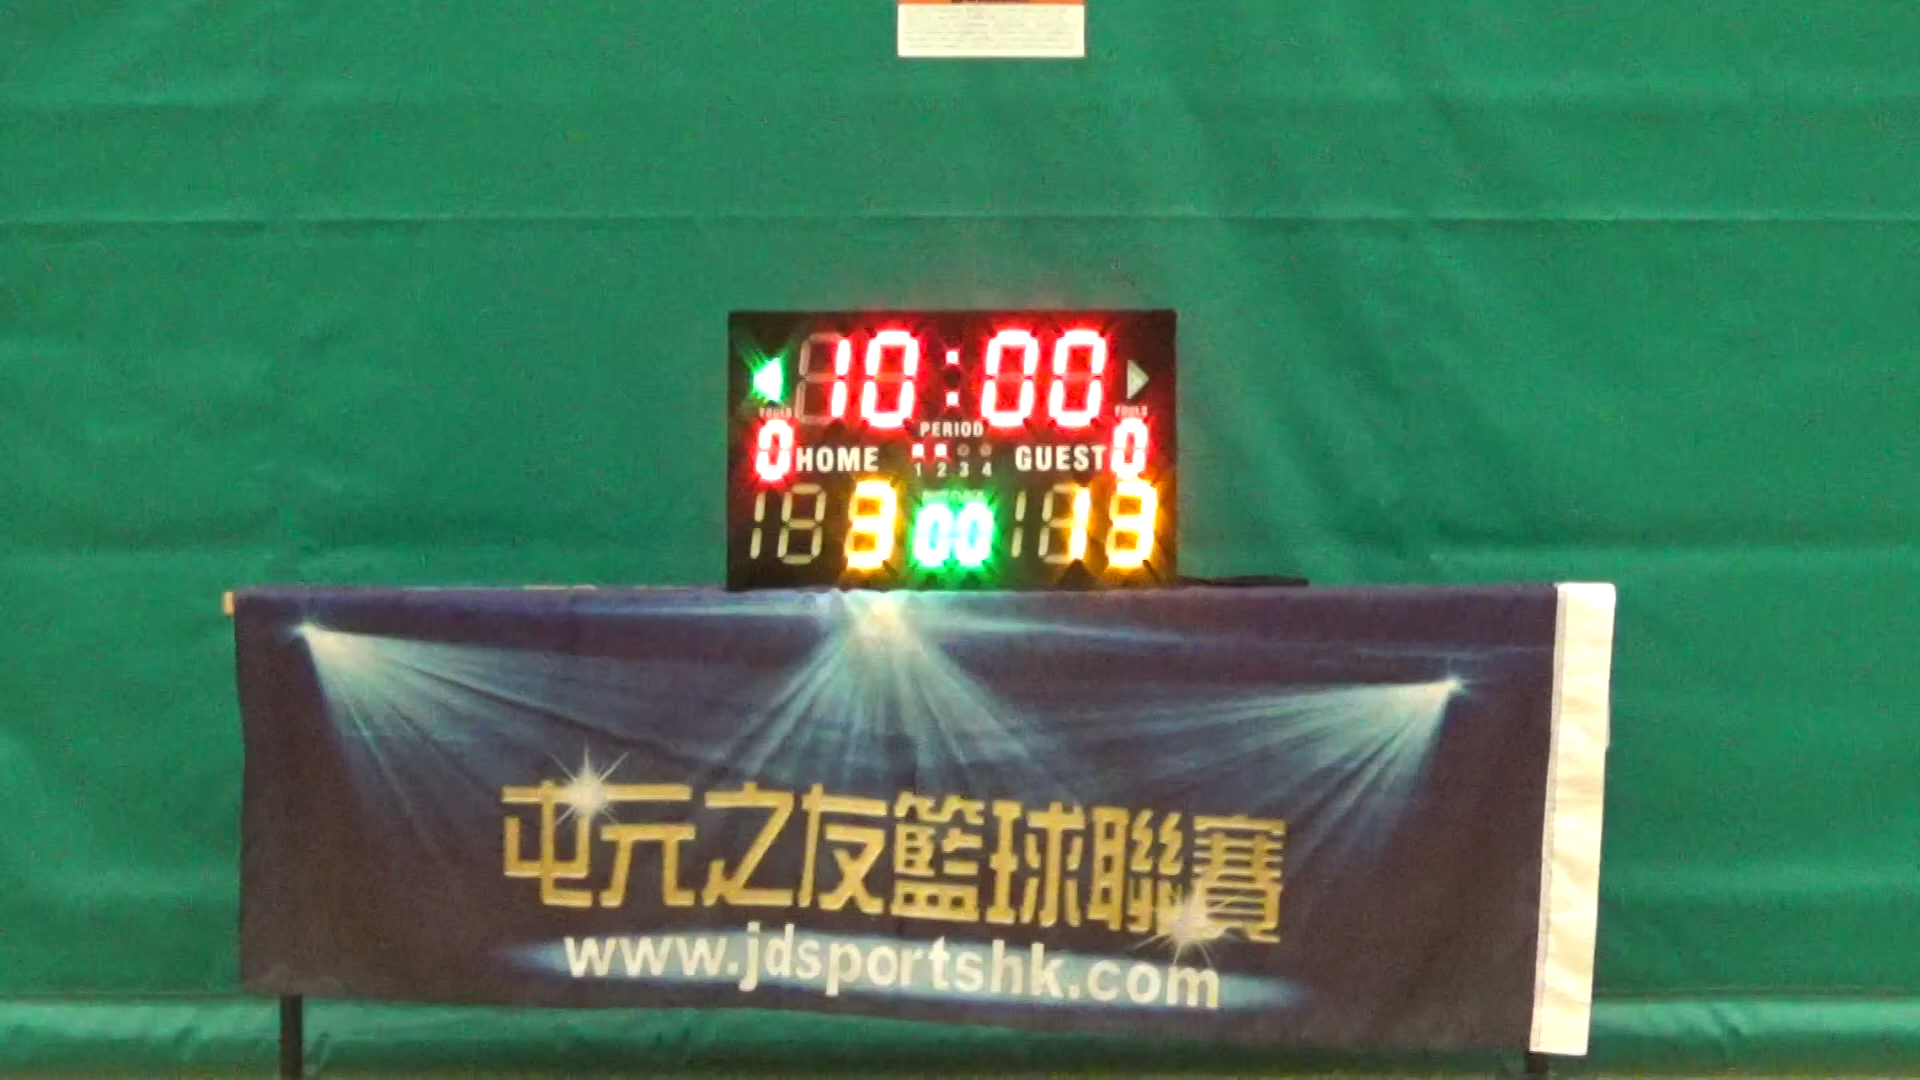 10:00
FOULS PERIOD FOULS
0 HOME 1 2 3 4 GUEST 0
3 00 13
屯元之友籃球聯賽
www.jdsportshk.com